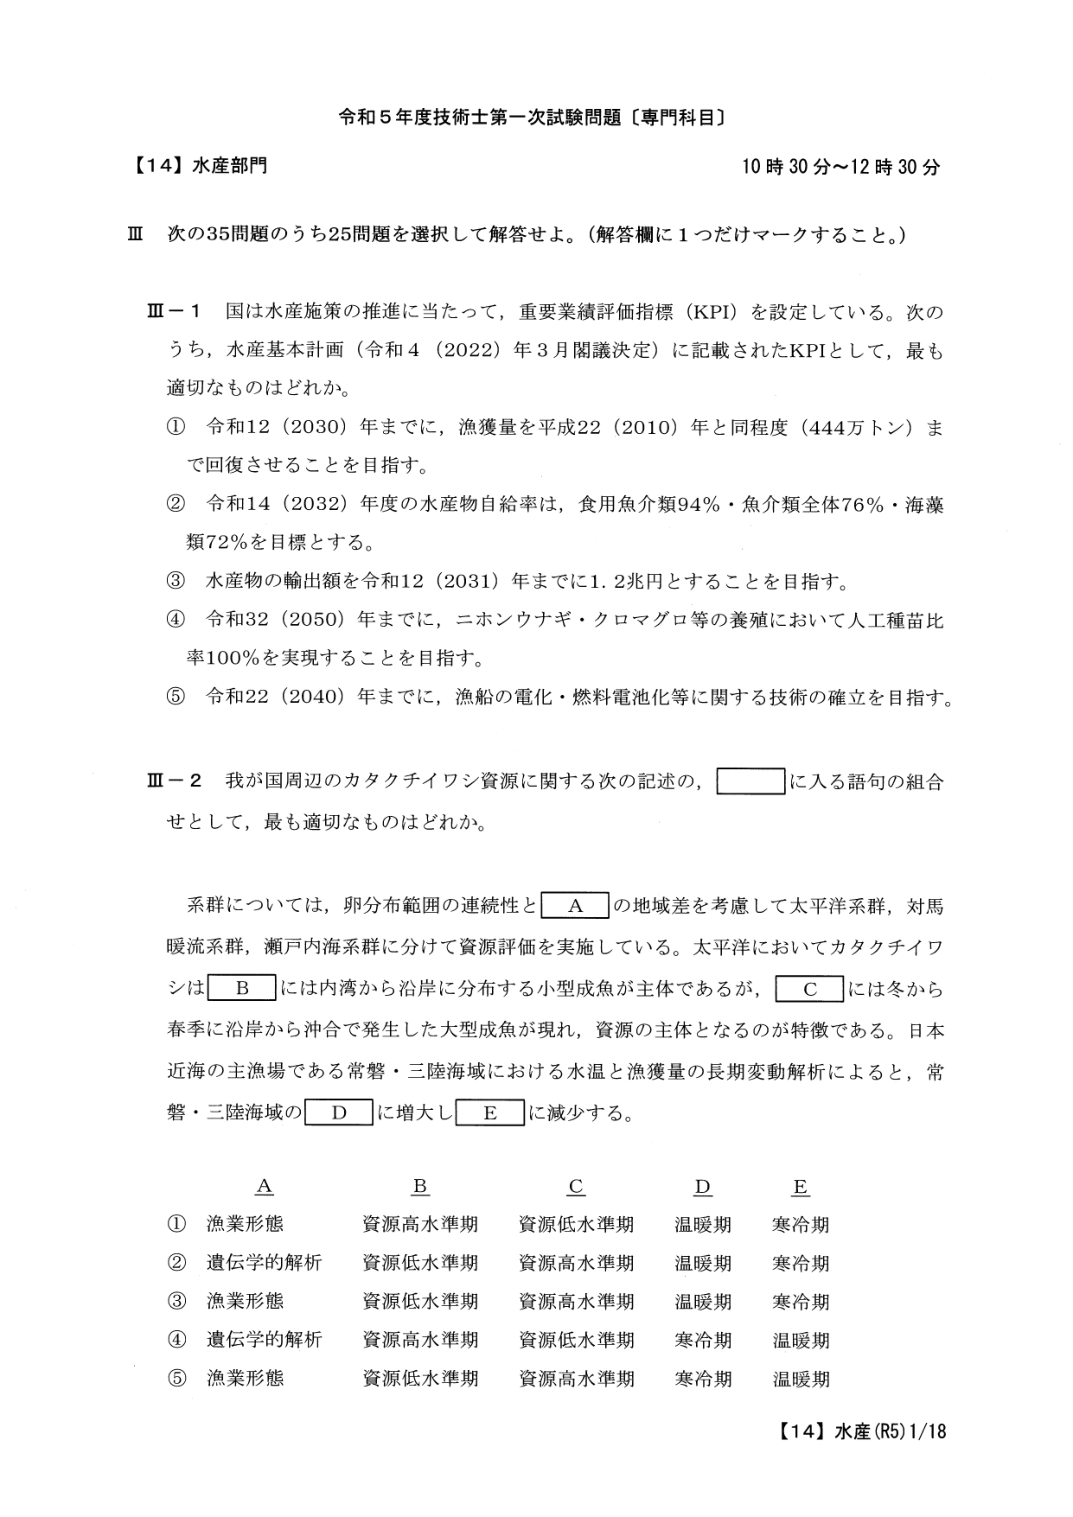 令和５年度技術士第一次試験問題〔専門科目〕
【14】水産部門 10時30分～12時30分
Ⅲ 次の35問題のうち25問題を選択して解答せよ。（解答欄に１つだけマークすること。）
Ⅲ－１ 国は水産施策の推進に当たって，重要業績評価指標（KPI）を設定している。次の
うち，水産基本計画（令和４（2022）年３月閣議決定）に記載されたKPIとして，最も
適切なものはどれか。
① 令和12（2030）年までに，漁獲量を平成22（2010）年と同程度（444万トン）ま
で回復させることを目指す。
② 令和14（2032）年度の水産物自給率は，食用魚介類94％・魚介類全体76％・海藻
類72％を目標とする。
③ 水産物の輸出額を令和12（2031）年までに1.2兆円とすることを目指す。
④ 令和32（2050）年までに，ニホンウナギ・クロマグロ等の養殖において人工種苗比
率100％を実現することを目指す。
⑤ 令和22（2040）年までに，漁船の電化・燃料電池化等に関する技術の確立を目指す。
Ⅲ－２ 我が国周辺のカタクチイワシ資源に関する次の記述の， に入る語句の組合
せとして，最も適切なものはどれか。
系群については，卵分布範囲の連続性と A の地域差を考慮して太平洋系群，対馬
暖流系群，瀬戸内海系群に分けて資源評価を実施している。太平洋においてカタクチイワ
シは B には内湾から沿岸に分布する小型成魚が主体であるが， C には冬から
春季に沿岸から沖合で発生した大型成魚が現れ，資源の主体となるのが特徴である。日本
近海の主漁場である常磐・三陸海域における水温と漁獲量の長期変動解析によると，常
磐・三陸海域の D に増大し E に減少する。
A B C D E
① 漁業形態 資源高水準期 資源低水準期 温暖期 寒冷期
② 遺伝学的解析 資源低水準期 資源高水準期 温暖期 寒冷期
③ 漁業形態 資源低水準期 資源高水準期 温暖期 寒冷期
④ 遺伝学的解析 資源高水準期 資源低水準期 寒冷期 温暖期
⑤ 漁業形態 資源低水準期 資源高水準期 寒冷期 温暖期
【14】水産(R5)1/18